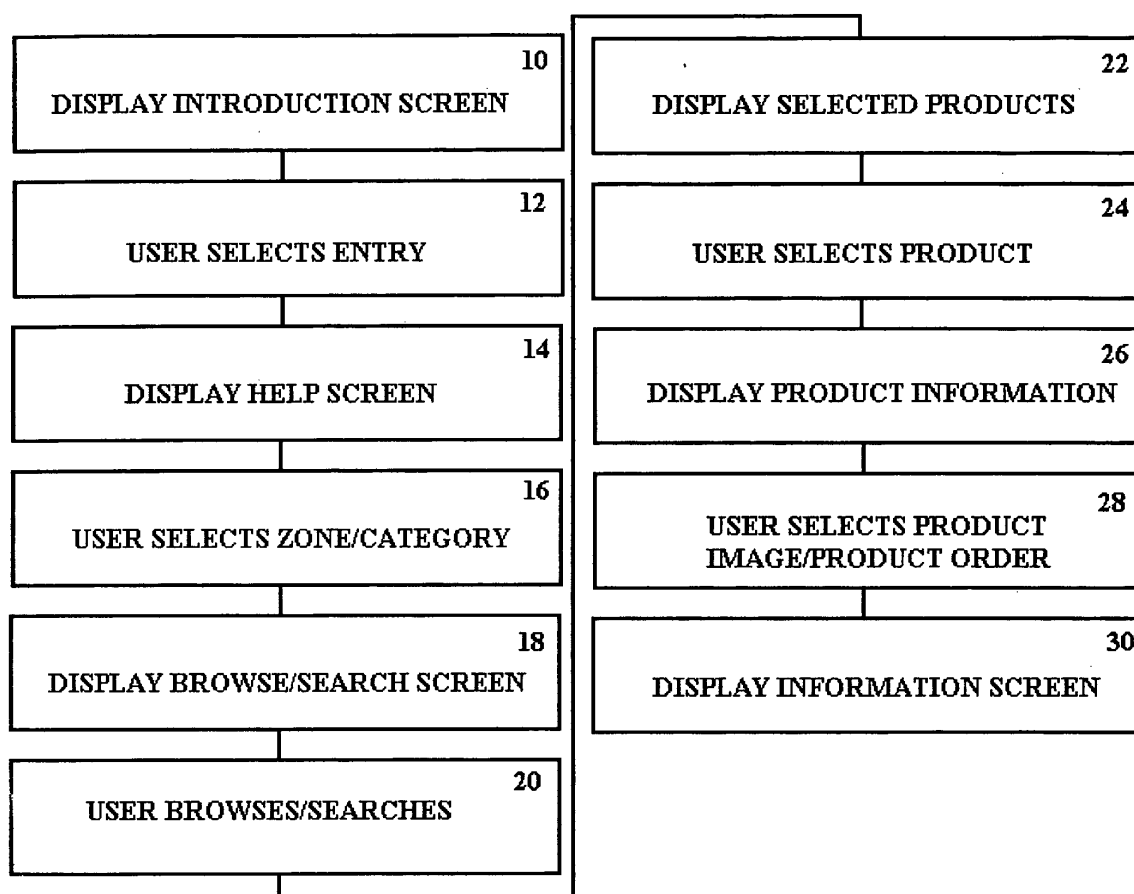 10
DISPLAY INTRODUCTION SCREEN
12
USER SELECTS ENTRY
14
DISPLAY HELP SCREEN
16
USER SELECTS ZONE/CATEGORY
18
DISPLAY BROWSE/SEARCH SCREEN
20
USER BROWSES/SEARCHES
22
DISPLAY SELECTED PRODUCTS
24
USER SELECTS PRODUCT
26
DISPLAY PRODUCT INFORMATION
28
USER SELECTS PRODUCT
IMAGE/PRODUCT ORDER
30
DISPLAY INFORMATION SCREEN